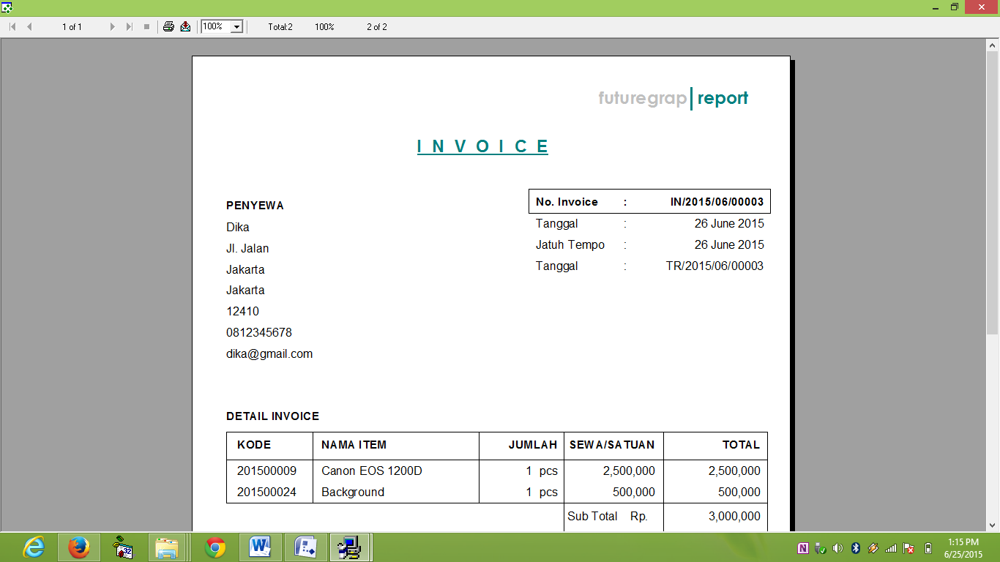 1 of 1 100% Total:2 100% 2 of 2
futuregrap report
I N V O I C E
PENYEWA
Dika
Jl. Jalan
Jakarta
Jakarta
12410
0812345678
dika@gmail.com
No. Invoice : IN/2015/06/00003
Tanggal : 26 June 2015
Jatuh Tempo : 26 June 2015
Tanggal : TR/2015/06/00003
DETAIL INVOICE
KODE NAMA ITEM JUMLAH SEWA/SATUAN TOTAL
201500009 Canon EOS 1200D 1 pcs 2,500,000 2,500,000
201500024 Background 1 pcs 500,000 500,000
Sub Total Rp. 3,000,000
32
1:15 PM
6/25/2015